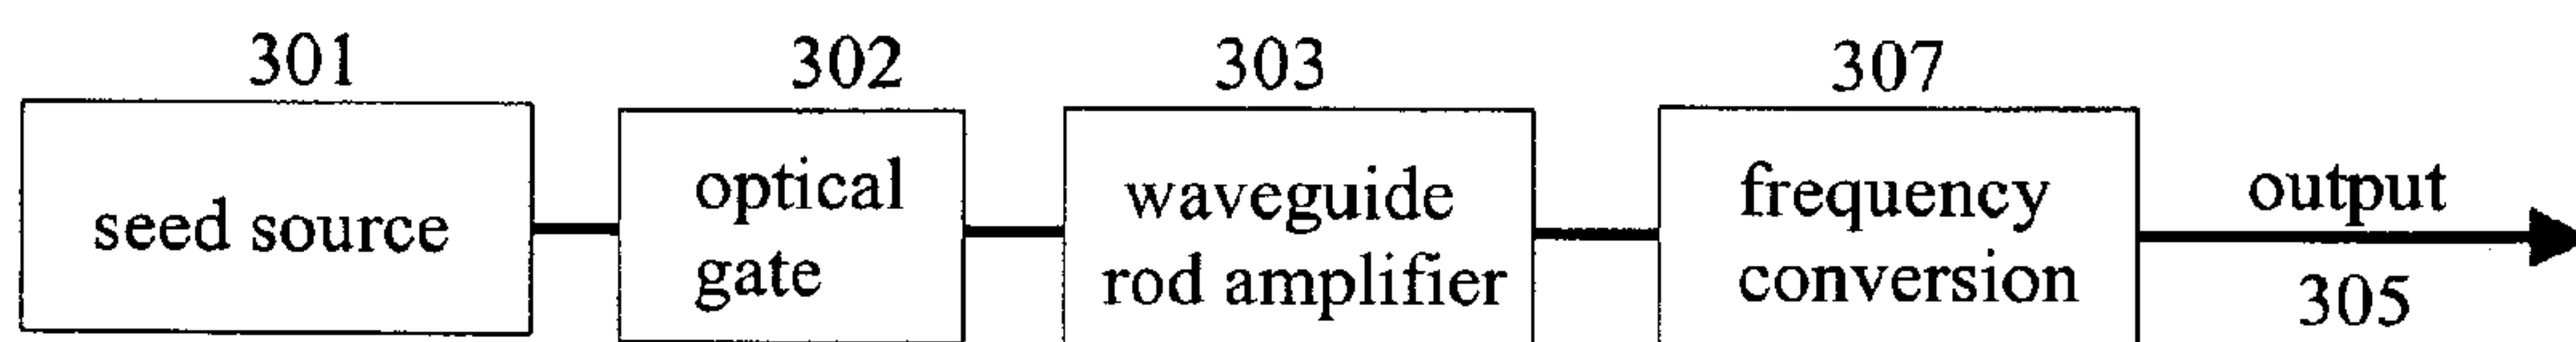 301
302
303
307
seed source
optical
gate
waveguide
rod amplifier
frequency
conversion
output
305